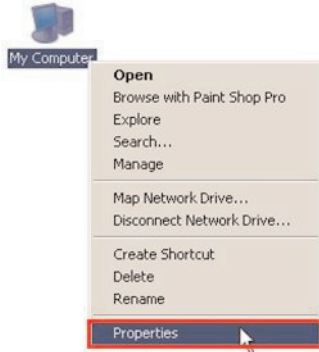 My Computer
Open
Browse with Paint Shop Pro
Explore
Search...
Manage
Map Network Drive...
Disconnect Network Drive...
Create Shortcut
Delete
Rename
Properties